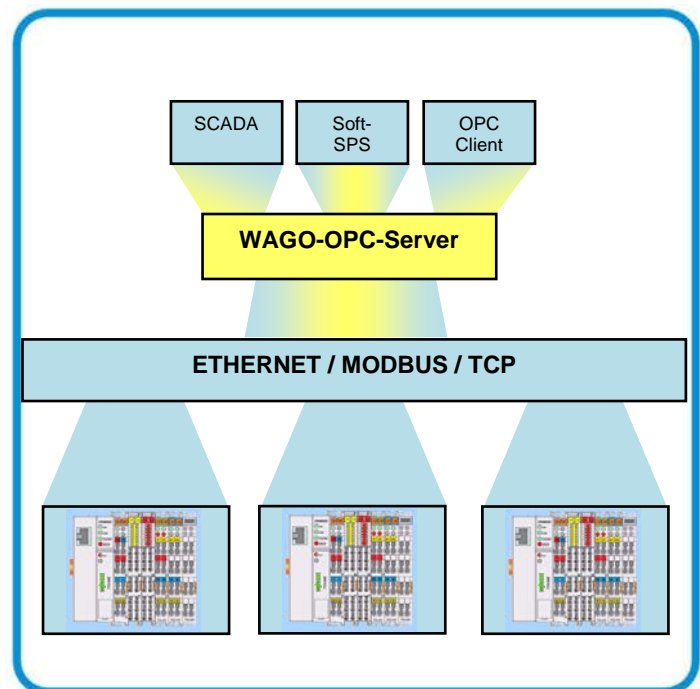 SCADA
Soft-
SPS
OPC
Client
WAGO-OPC-Server
ETHERNET / MODBUS / TCP